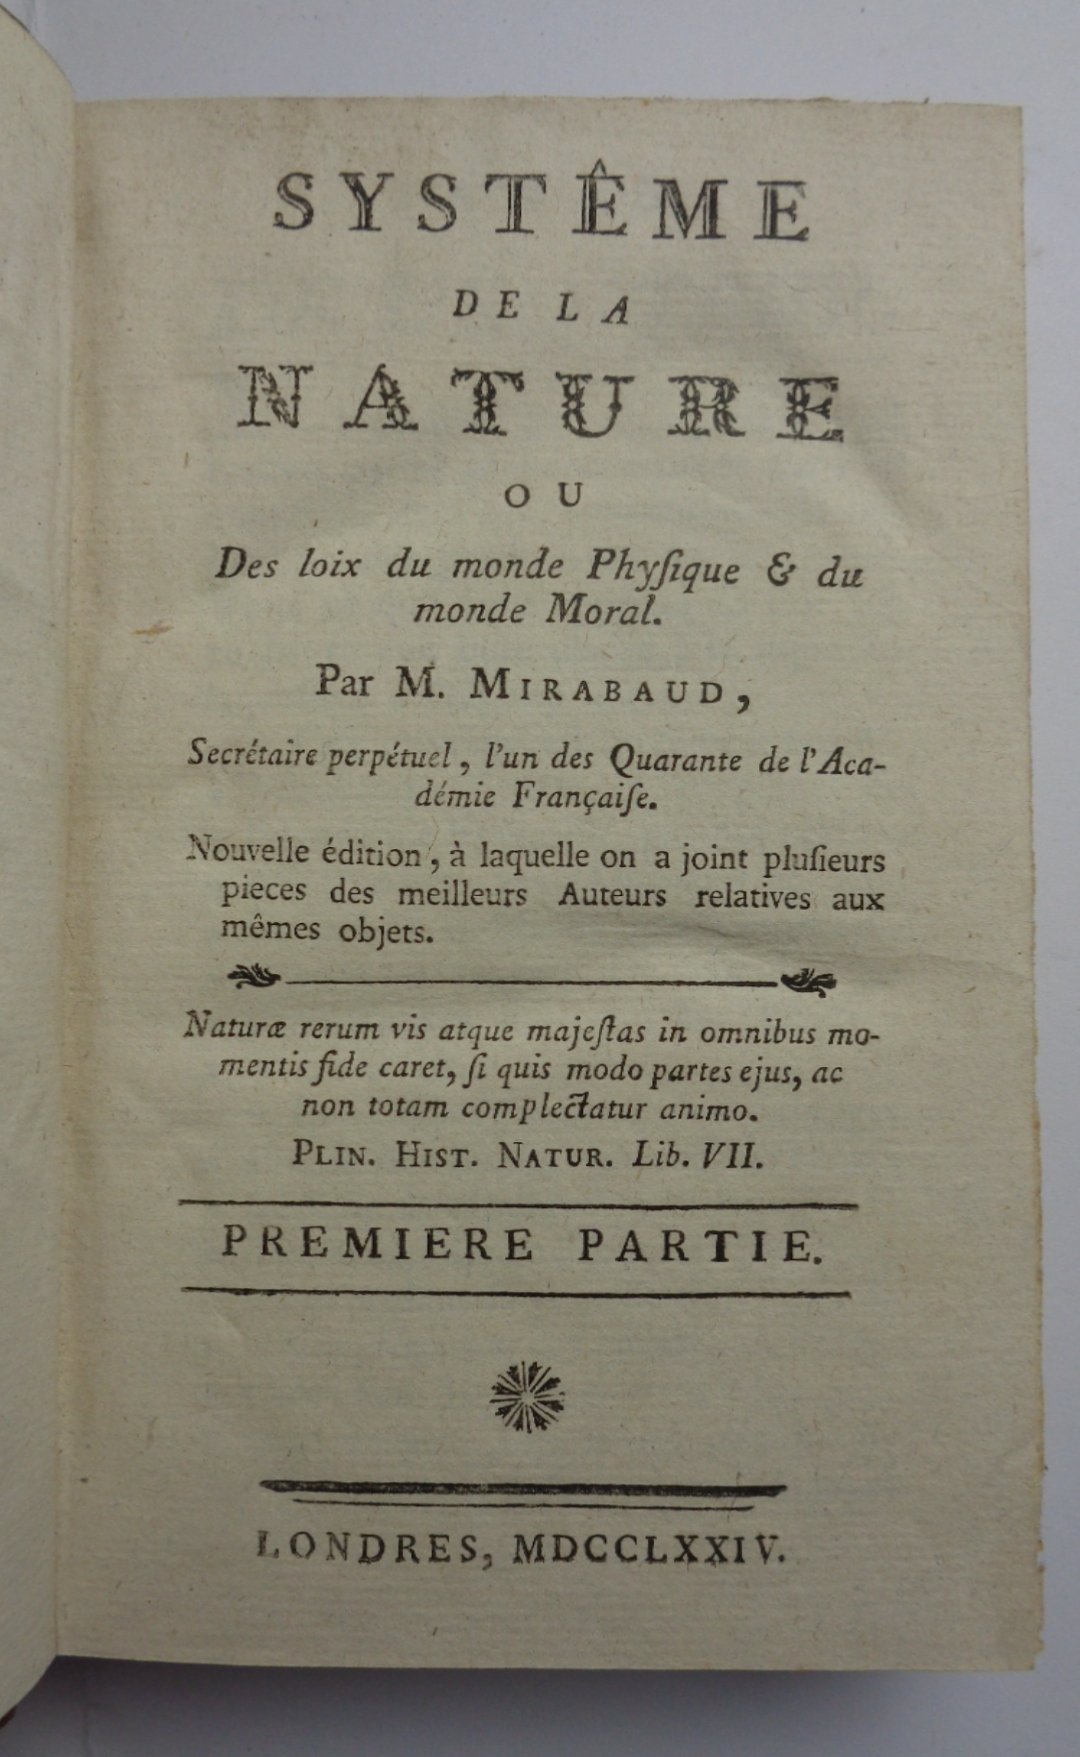 SYSTÊME
DE LA
NATURE
OU
Des loix du monde Phyſique & du
monde Moral.
Par M. MIRABAUD,
Secrétaire perpétuel, l'un des Quarante de l'Aca-
démie Françaiſe.
Nouvelle édition, à laquelle on a joint pluſieurs
pieces des meilleurs Auteurs relatives aux
mêmes objets.
Naturæ rerum vis atque majeſtas in omnibus mo-
mentis fide caret, ſi quis modo partes ejus, ac
non totam complectatur animo.
PLIN. HIST. NATUR. Lib. VII.
PREMIERE PARTIE.
LONDRES, MDCCLXXIV.